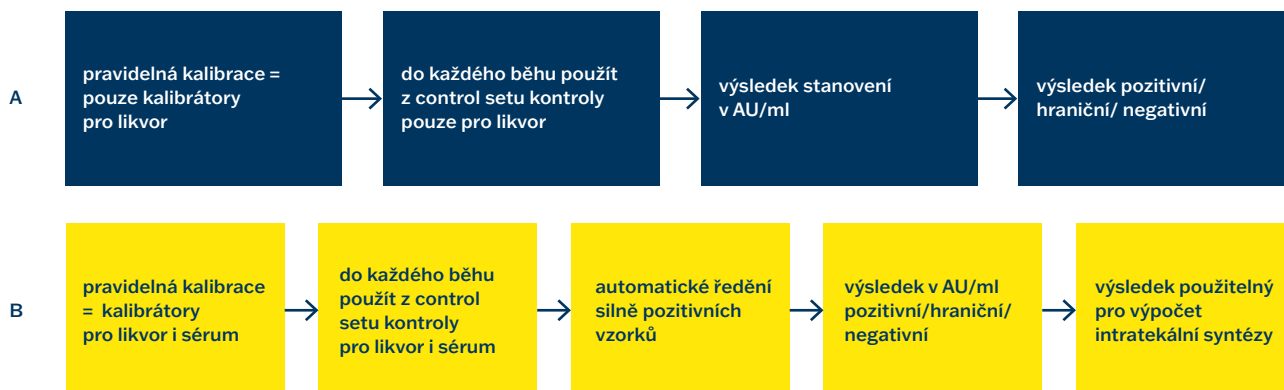 A
pravidelná kalibrace =
pouze kalibrátory
pro likvor
do každého běhu použít
z control setu kontroly
pouze pro likvor
výsledek stanovení
v AU/ml
výsledek pozitivní/
hraniční/ negativní
B
pravidelná kalibrace
= kalibrátory
pro likvor i sérum
do každého běhu
použít z control
setu kontroly
pro likvor i sérum
automatické ředění
silně pozitivních
vzorků
výsledek v AU/ml
pozitivní/hraniční/
negativní
výsledek použitelný
pro výpočet
intratekální syntézy